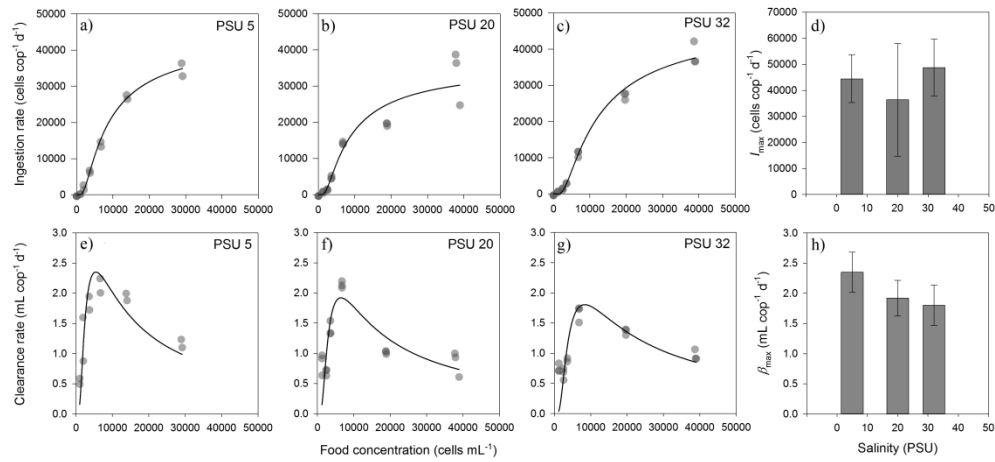 a)
PSU 5
b)
PSU 20
c)
PSU 32
d)
Ingestion rate (cells cop⁻¹ d⁻¹)
50000
40000
30000
20000
10000
0
0 10000 20000 30000 40000 50000
50000
40000
30000
20000
10000
0
0 10000 20000 30000 40000 50000
50000
40000
30000
20000
10000
0
0 10000 20000 30000 40000 50000
I_max (cells cop⁻¹ d⁻¹)
70000
60000
50000
40000
30000
20000
10000
0
0 10 20 30 40 50
e)
PSU 5
f)
PSU 20
g)
PSU 32
h)
Clearance rate (mL cop⁻¹ d⁻¹)
3.0
2.5
2.0
1.5
1.0
0.5
0.0
0 10000 20000 30000 40000 50000
3.0
2.5
2.0
1.5
1.0
0.5
0.0
0 10000 20000 30000 40000 50000
3.0
2.5
2.0
1.5
1.0
0.5
0.0
0 10000 20000 30000 40000 50000
β_max (mL cop⁻¹ d⁻¹)
3.0
2.5
2.0
1.5
1.0
0.5
0.0
0 10 20 30 40 50
Food concentration (cells mL⁻¹)
Salinity (PSU)